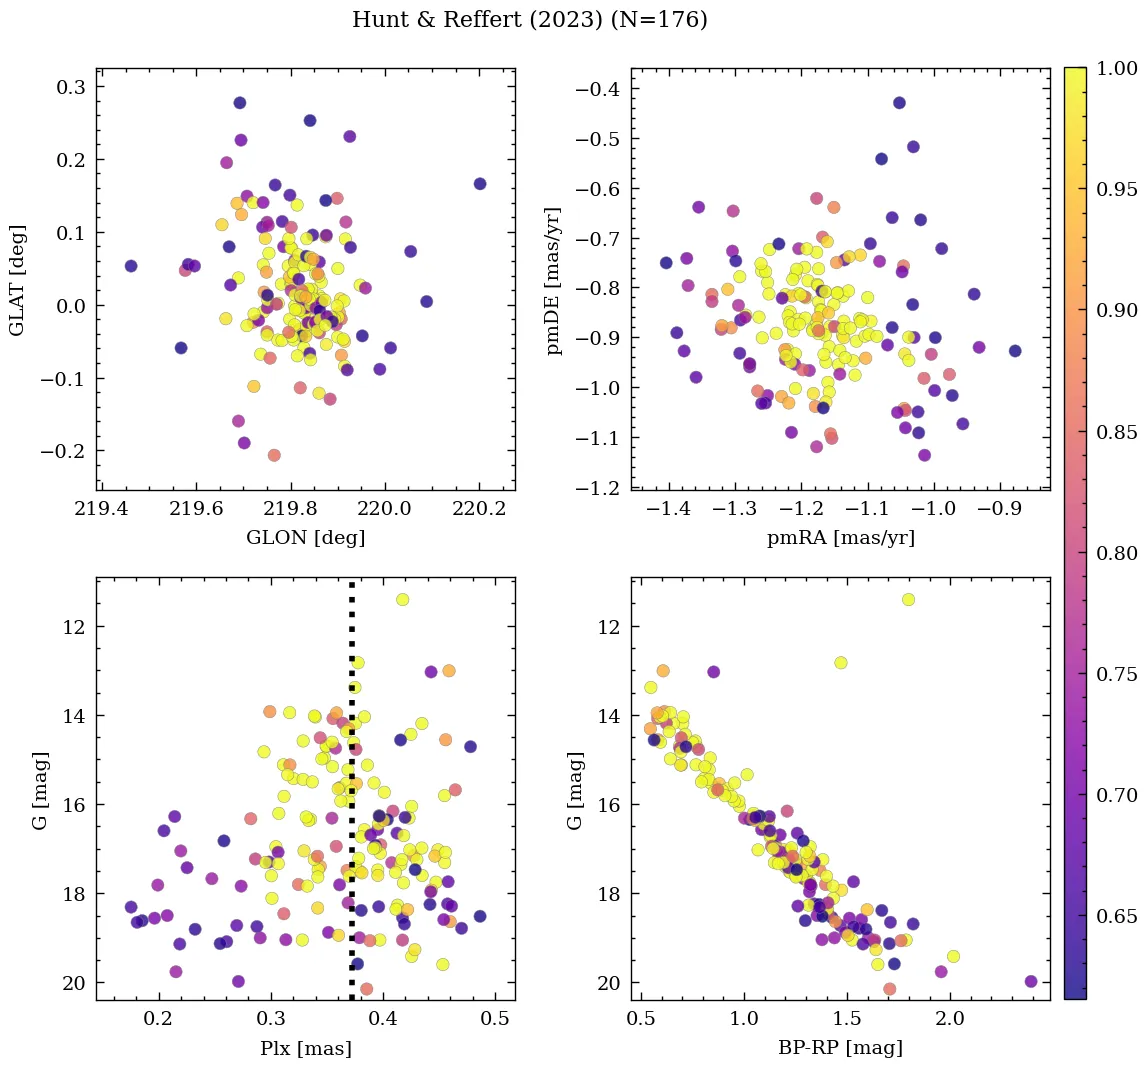 Hunt & Reffert (2023) (N=176)
0.3
0.2
0.1
0.0
−0.1
−0.2
GLAT [deg]
219.4 219.6 219.8 220.0 220.2
GLON [deg]
−0.4
−0.5
−0.6
−0.7
−0.8
−0.9
−1.0
−1.1
−1.2
pmDE [mas/yr]
−1.4 −1.3 −1.2 −1.1 −1.0 −0.9
pmRA [mas/yr]
1.00
0.95
0.90
0.85
0.80
0.75
0.70
0.65
12
14
16
18
20
G [mag]
0.2 0.3 0.4 0.5
Plx [mas]
12
14
16
18
20
G [mag]
0.5 1.0 1.5 2.0
BP-RP [mag]